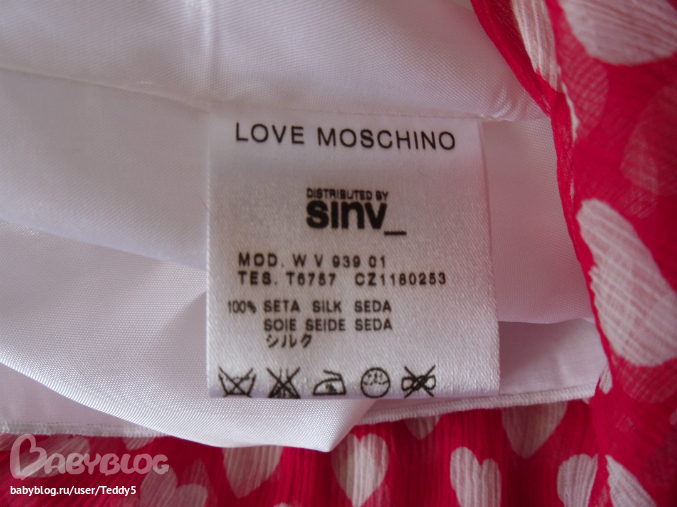 LOVE MOSCHINO
DISTRIBUTED BY
sinv_
MOD. W V 939 01
TES. T6757 CZ1180253
100% SETA SILK SEDA
SOIE SEIDE SEDA
シルク
BABYBLOG
babyblog.ru/user/Teddy5